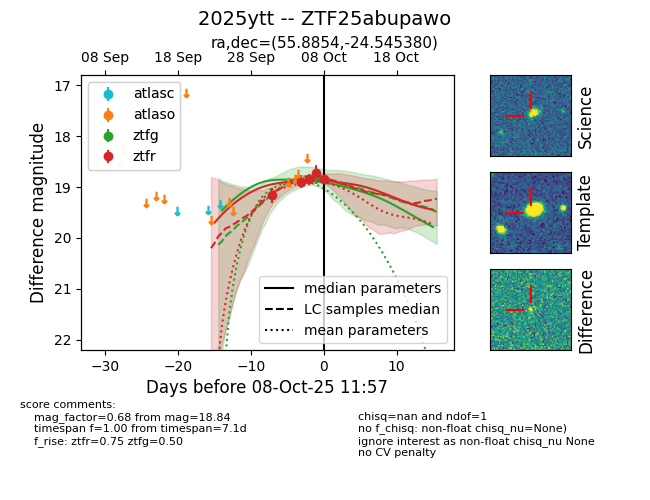 2025ytt -- ZTF25abupawo
ra,dec=(55.8854,-24.545380)
08 Sep 18 Sep 28 Sep 08 Oct 18 Oct
17
18
19
20
21
22
Difference magnitude
atlasc
atlaso
ztfg
ztfr
median parameters
LC samples median
mean parameters
−30 −20 −10 0 10
Days before 08-Oct-25 11:57
Science
Template
Difference
score comments:
mag_factor=0.68 from mag=18.84
timespan f=1.00 from timespan=7.1d
f_rise: ztfr=0.75 ztfg=0.50
chisq=nan and ndof=1
no f_chisq: non-float chisq_nu=None)
ignore interest as non-float chisq_nu None
no CV penalty